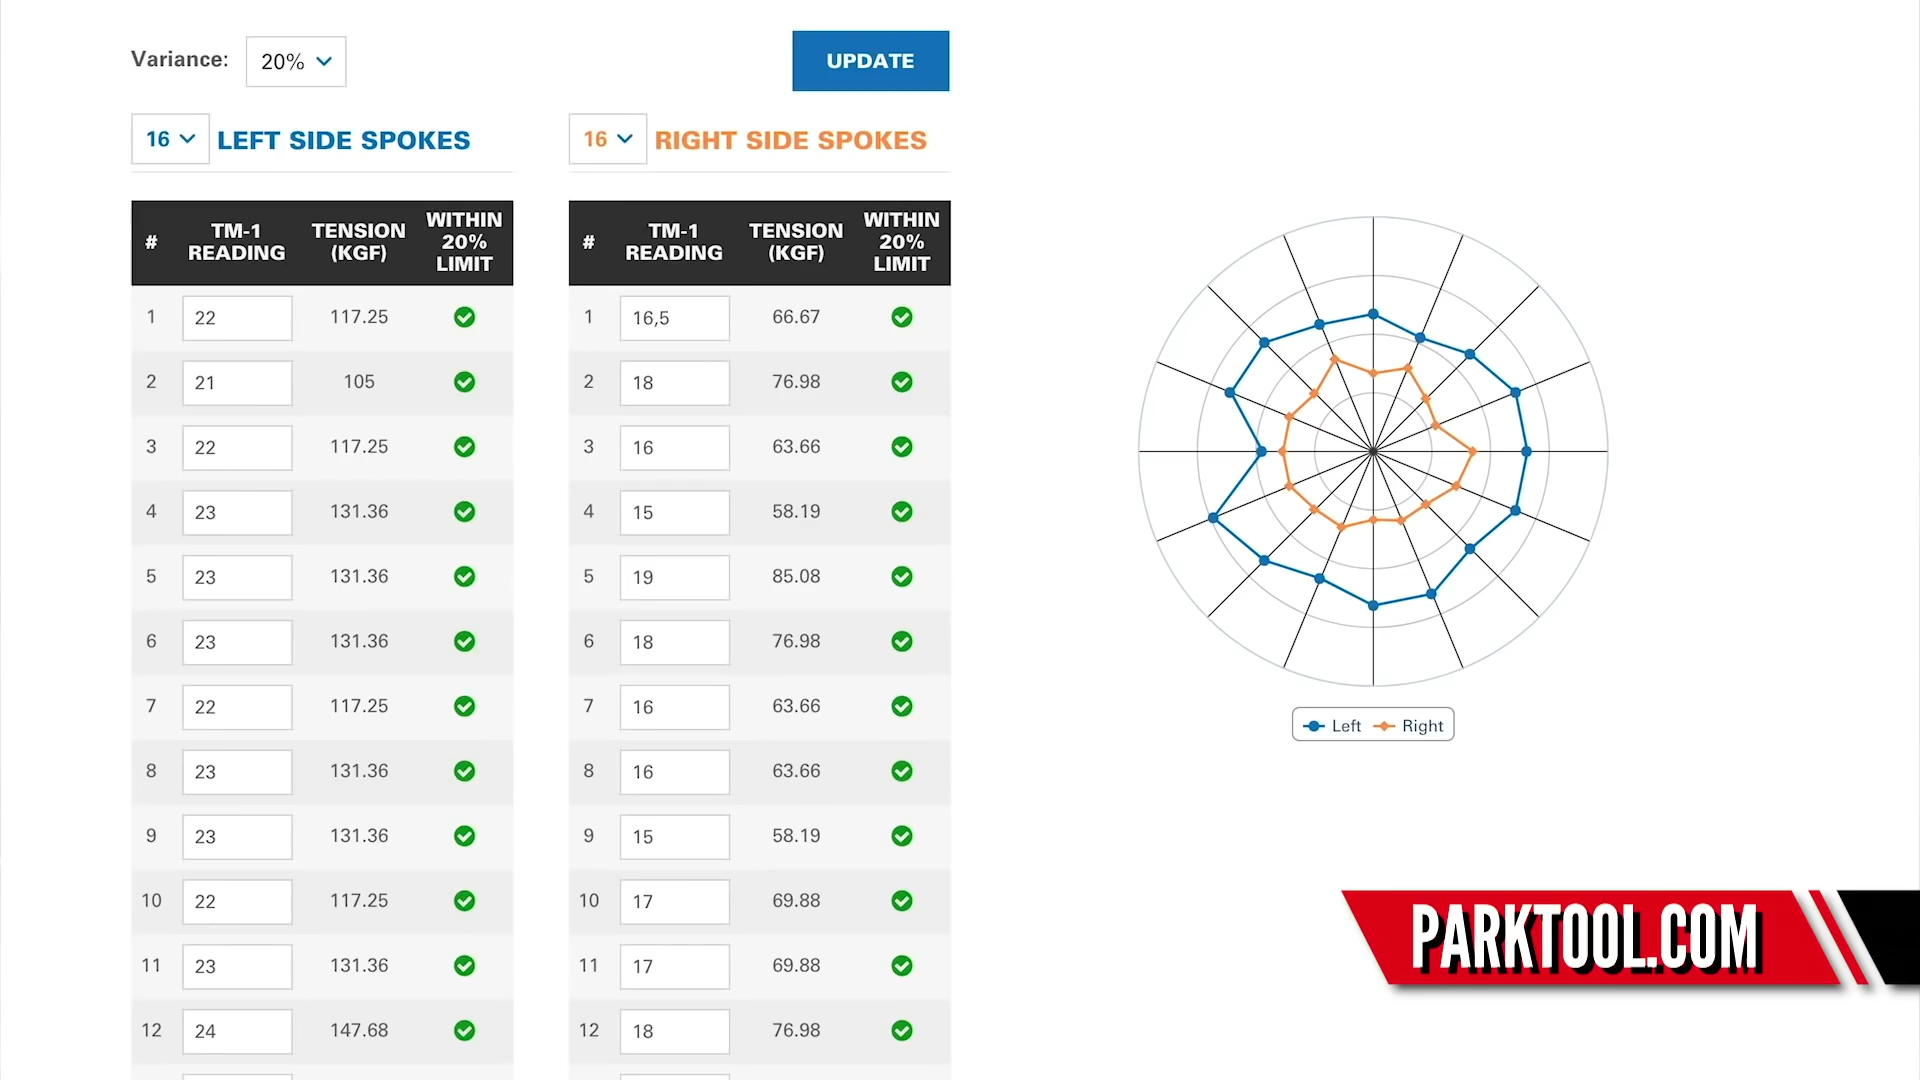 Variance: 20% UPDATE
16 LEFT SIDE SPOKES
# TM-1 READING TENSION (KGF) WITHIN 20% LIMIT
1 22 117.25
2 21 105
3 22 117.25
4 23 131.36
5 23 131.36
6 23 131.36
7 22 117.25
8 23 131.36
9 23 131.36
10 22 117.25
11 23 131.36
12 24 147.68
16 RIGHT SIDE SPOKES
# TM-1 READING TENSION (KGF) WITHIN 20% LIMIT
1 16,5 66.67
2 18 76.98
3 16 63.66
4 15 58.19
5 19 85.08
6 18 76.98
7 16 63.66
8 16 63.66
9 15 58.19
10 17 69.88
11 17 69.88
12 18 76.98
Left Right
PARKTOOL.COM